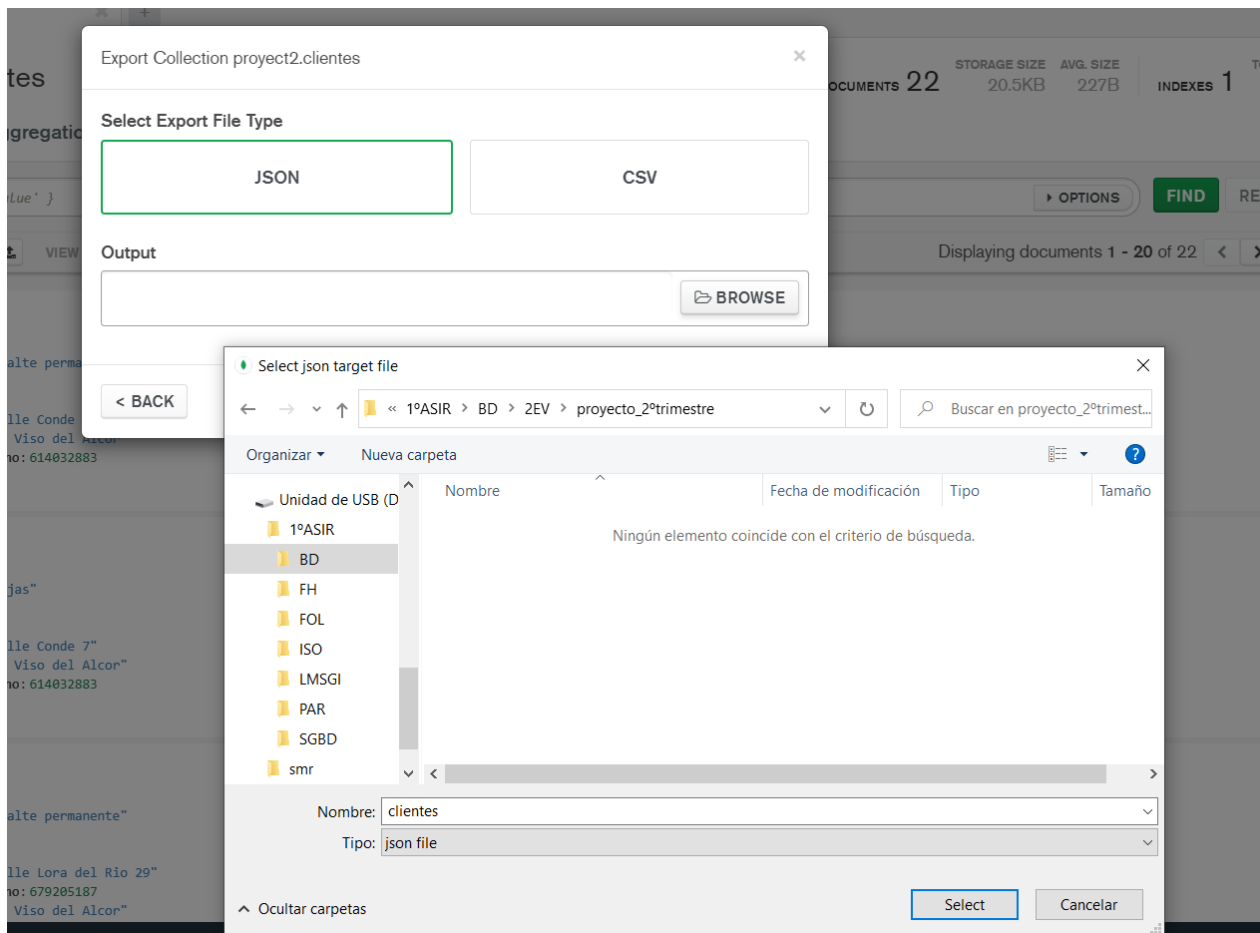 Export Collection proyect2.clientes
tes
OCUMENTS 22
STORAGE SIZE
20.5KB
AVG. SIZE
227B
INDEXES 1
ggregatio
Select Export File Type
JSON
CSV
alue' }
OPTIONS
FIND
RE
VIEW
Output
Displaying documents 1 - 20 of 22
BROWSE
alte perma
< BACK
lle Conde
Viso del Alcor
no: 614032883
Select json target file
« 1ºASIR > BD > 2EV > proyecto_2ºtrimestre
Buscar en proyecto_2ºtrimest...
Organizar
Nueva carpeta
Unidad de USB (D
Nombre
Fecha de modificación
Tipo
Tamaño
1ºASIR
Ningún elemento coincide con el criterio de búsqueda.
BD
FH
FOL
ISO
LMSGI
PAR
SGBD
smr
jas"
lle Conde 7"
Viso del Alcor"
no: 614032883
alte permanente"
lle Lora del Rio 29"
no: 679205187
Viso del Alcor"
Nombre: clientes
Tipo: json file
Ocultar carpetas
Select
Cancelar